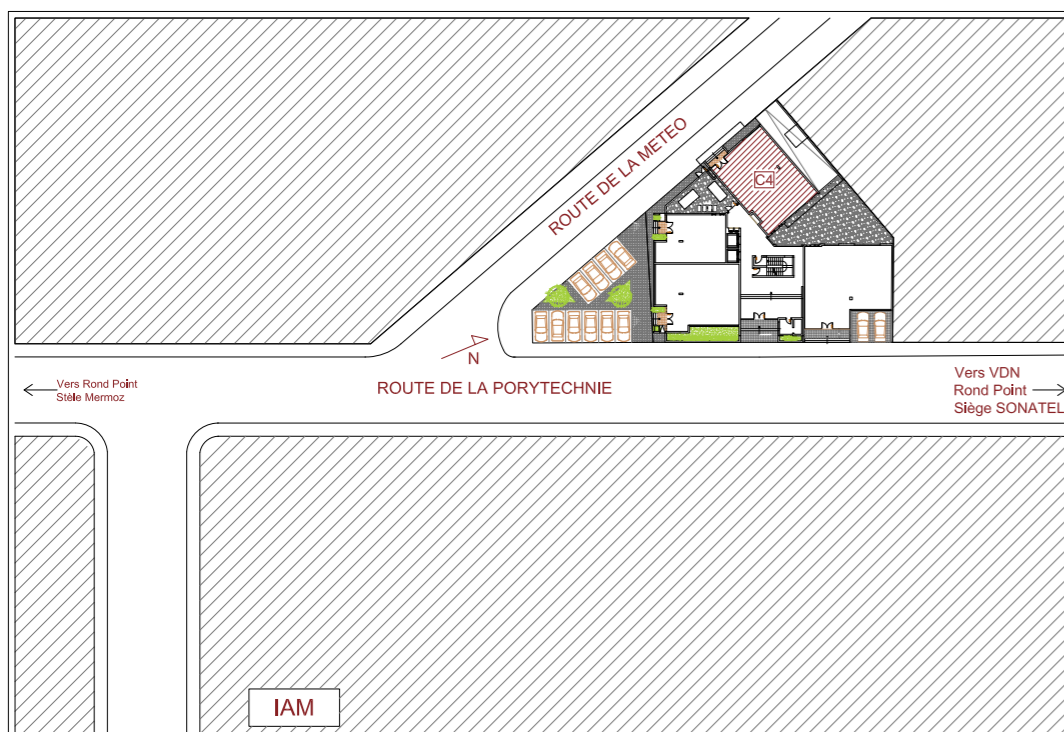 ROUTE DE LA METEO
C4
N
Vers Rond Point
Stèle Mermoz
ROUTE DE LA PORYTECHNIE
Vers VDN
Rond Point
Siège SONATEL
IAM